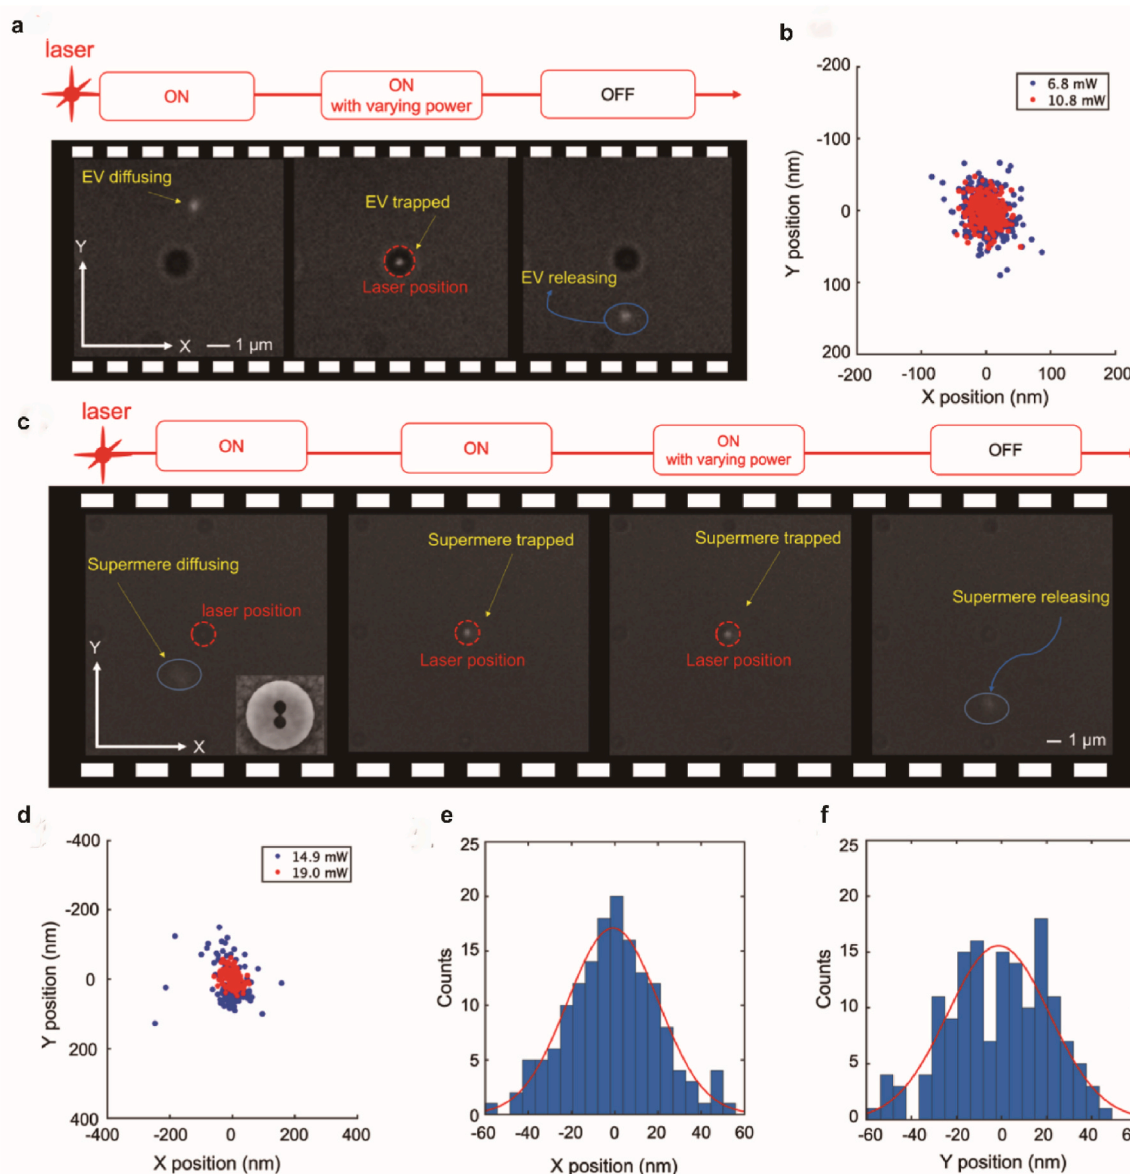 a
laser
ON
ON
with varying power
OFF
EV diffusing
EV trapped
Laser position
EV releasing
Y
X
1 µm
b
-200
-100
0
100
200
Y position (nm)
6.8 mW
10.8 mW
-200 -100 0 100 200
X position (nm)
c
laser
ON
ON
ON
with varying power
OFF
Supermere diffusing
laser position
Y
X
Supermere trapped
Laser position
Supermere trapped
Laser position
Supermere releasing
1 µm
d
-400
-200
0
200
400
Y position (nm)
14.9 mW
19.0 mW
-400 -200 0 200 400
X position (nm)
e
25
20
15
10
5
0
Counts
-60 -40 -20 0 20 40 60
X position (nm)
f
25
20
15
10
5
0
Counts
-60 -40 -20 0 20 40 60
Y position (nm)